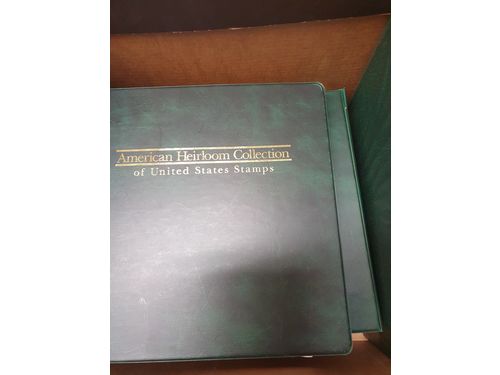 American Heirloom Collection
of United States Stamps